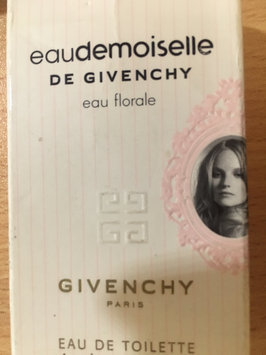 eaudemoiselle
DE GIVENCHY
eau florale
GIVENCHY
PARIS
EAU DE TOILETTE